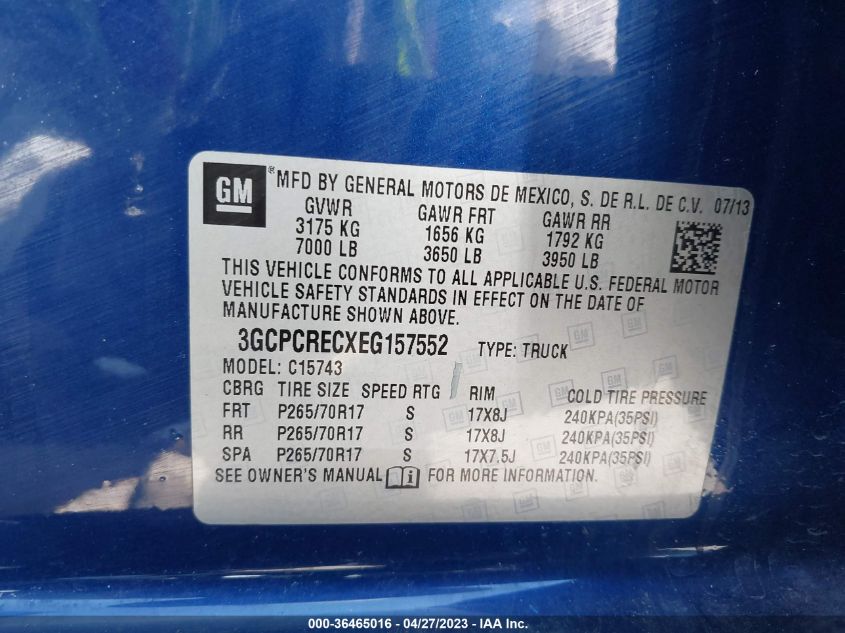 GM ® MFD BY GENERAL MOTORS DE MEXICO, S. DE R.L. DE C.V. 07/13
GVWR GAWR FRT GAWR RR
3175 KG 1656 KG 1792 KG
7000 LB 3650 LB 3950 LB
THIS VEHICLE CONFORMS TO ALL APPLICABLE U.S. FEDERAL MOTOR
VEHICLE SAFETY STANDARDS IN EFFECT ON THE DATE OF
MANUFACTURE SHOWN ABOVE.
3GCPCRECXEG157552 TYPE: TRUCK
MODEL: C15743
CBRG TIRE SIZE SPEED RTG RIM COLD TIRE PRESSURE
FRT P265/70R17 S 17X8J 240KPA(35PSI)
RR P265/70R17 S 17X8J 240KPA(35PSI)
SPA P265/70R17 S 17X7.5J 240KPA(35PSI)
SEE OWNER'S MANUAL i FOR MORE INFORMATION.
000-36465016 - 04/27/2023 - IAA Inc.